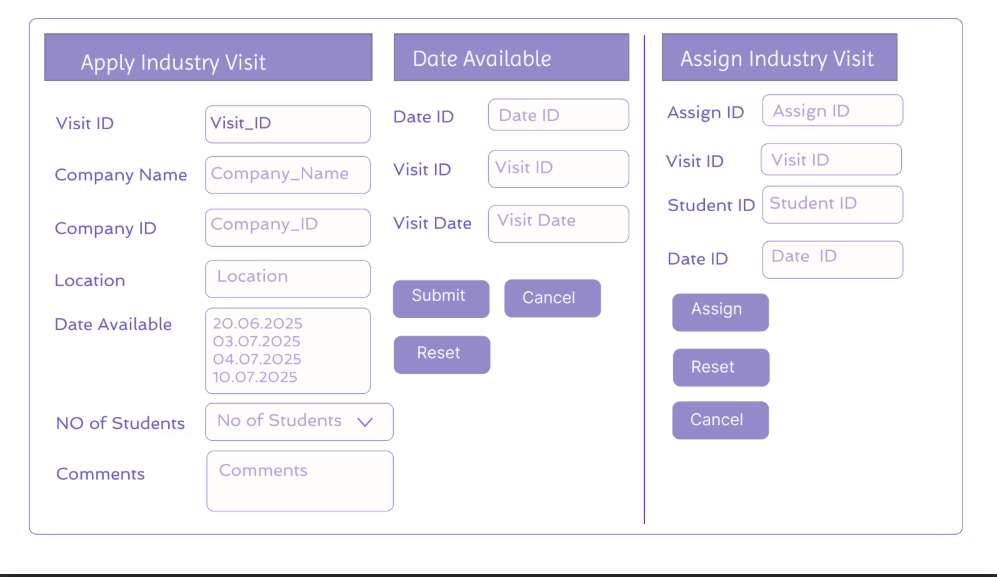 Apply Industry Visit
Visit ID
Visit_ID
Company Name
Company_Name
Company ID
Company_ID
Location
Location
Date Available
20.06.2025
03.07.2025
04.07.2025
10.07.2025
NO of Students
No of Students
Comments
Comments
Date Available
Date ID
Date ID
Visit ID
Visit ID
Visit Date
Visit Date
Submit
Cancel
Reset
Assign Industry Visit
Assign ID
Assign ID
Visit ID
Visit ID
Student ID
Student ID
Date ID
Date ID
Assign
Reset
Cancel